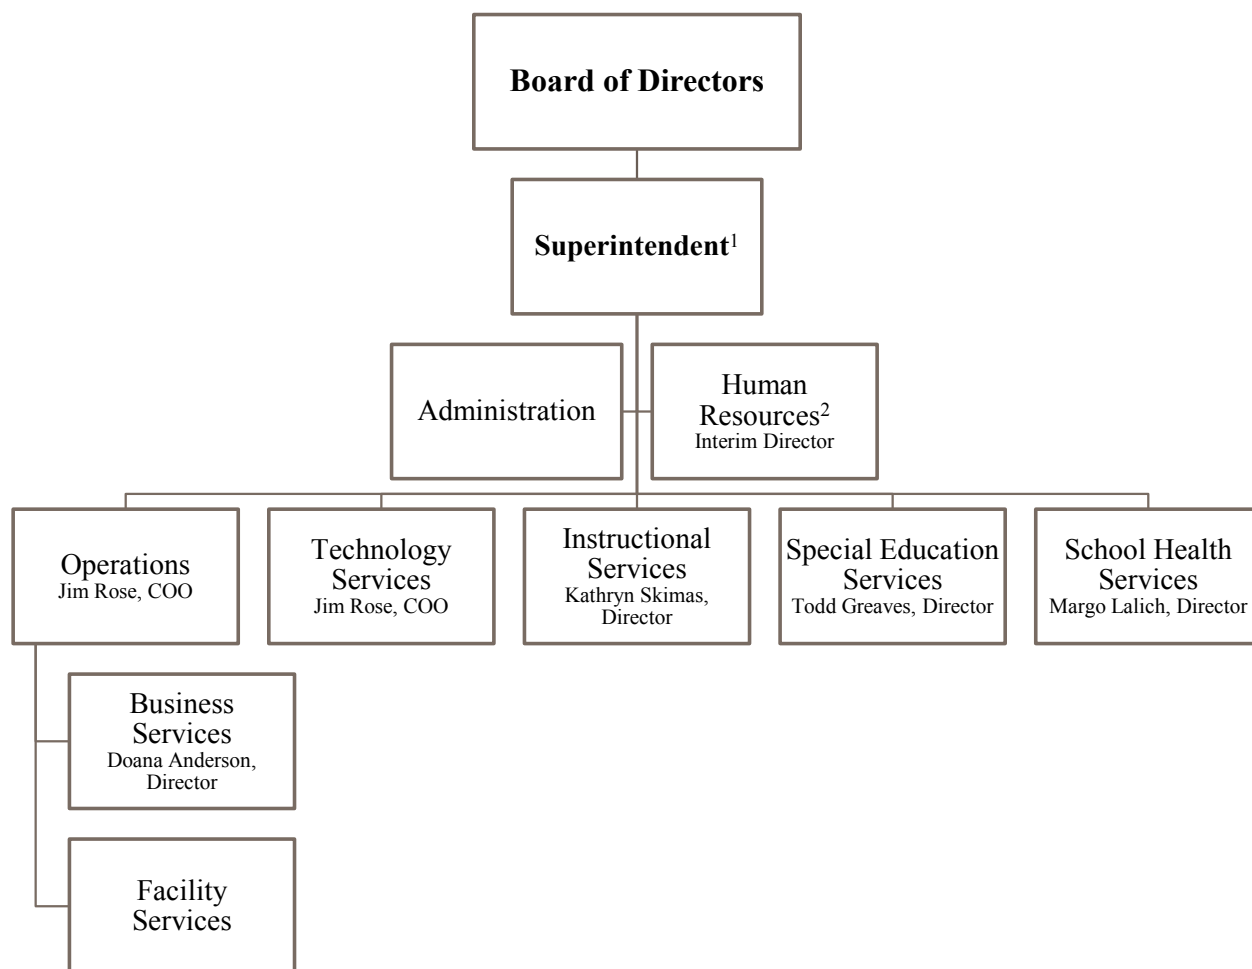 Board of Directors
Superintendent¹
Administration
Human
Resources²
Interim Director
Operations
Jim Rose, COO
Technology
Services
Jim Rose, COO
Instructional
Services
Kathryn Skimas,
Director
Special Education
Services
Todd Greaves, Director
School Health
Services
Margo Lalich, Director
Business
Services
Doana Anderson,
Director
Facility
Services